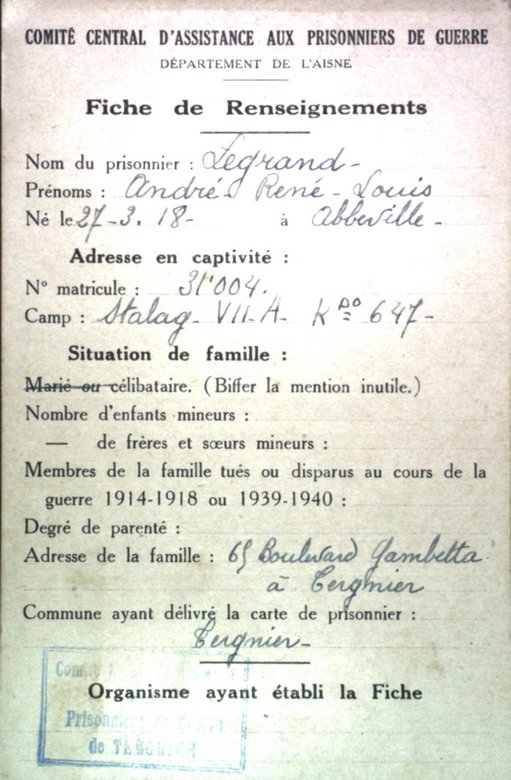 COMITÉ CENTRAL D'ASSISTANCE AUX PRISONNIERS DE GUERRE
DÉPARTEMENT DE L'AISNE
Fiche de Renseignements
Nom du prisonnier : Legrand-
Prénoms : André- René- Louis
Né le 27-3. 18- à Abbeville-
Adresse en captivité :
N° matricule : 31004.
Camp : Stalag- VII-A- Kdo 647-
Situation de famille :
Marié ou célibataire. (Biffer la mention inutile.)
Nombre d'enfants mineurs :
— de frères et sœurs mineurs :
Membres de la famille tués ou disparus au cours de la
guerre 1914-1918 ou 1939-1940 :
Degré de parenté :
Adresse de la famille : 65 Boulevard Gambetta
à Tergnier
Commune ayant délivré la carte de prisonnier :
Tergnier-
Organisme ayant établi la Fiche
Prisonniers de
de TERGNIER